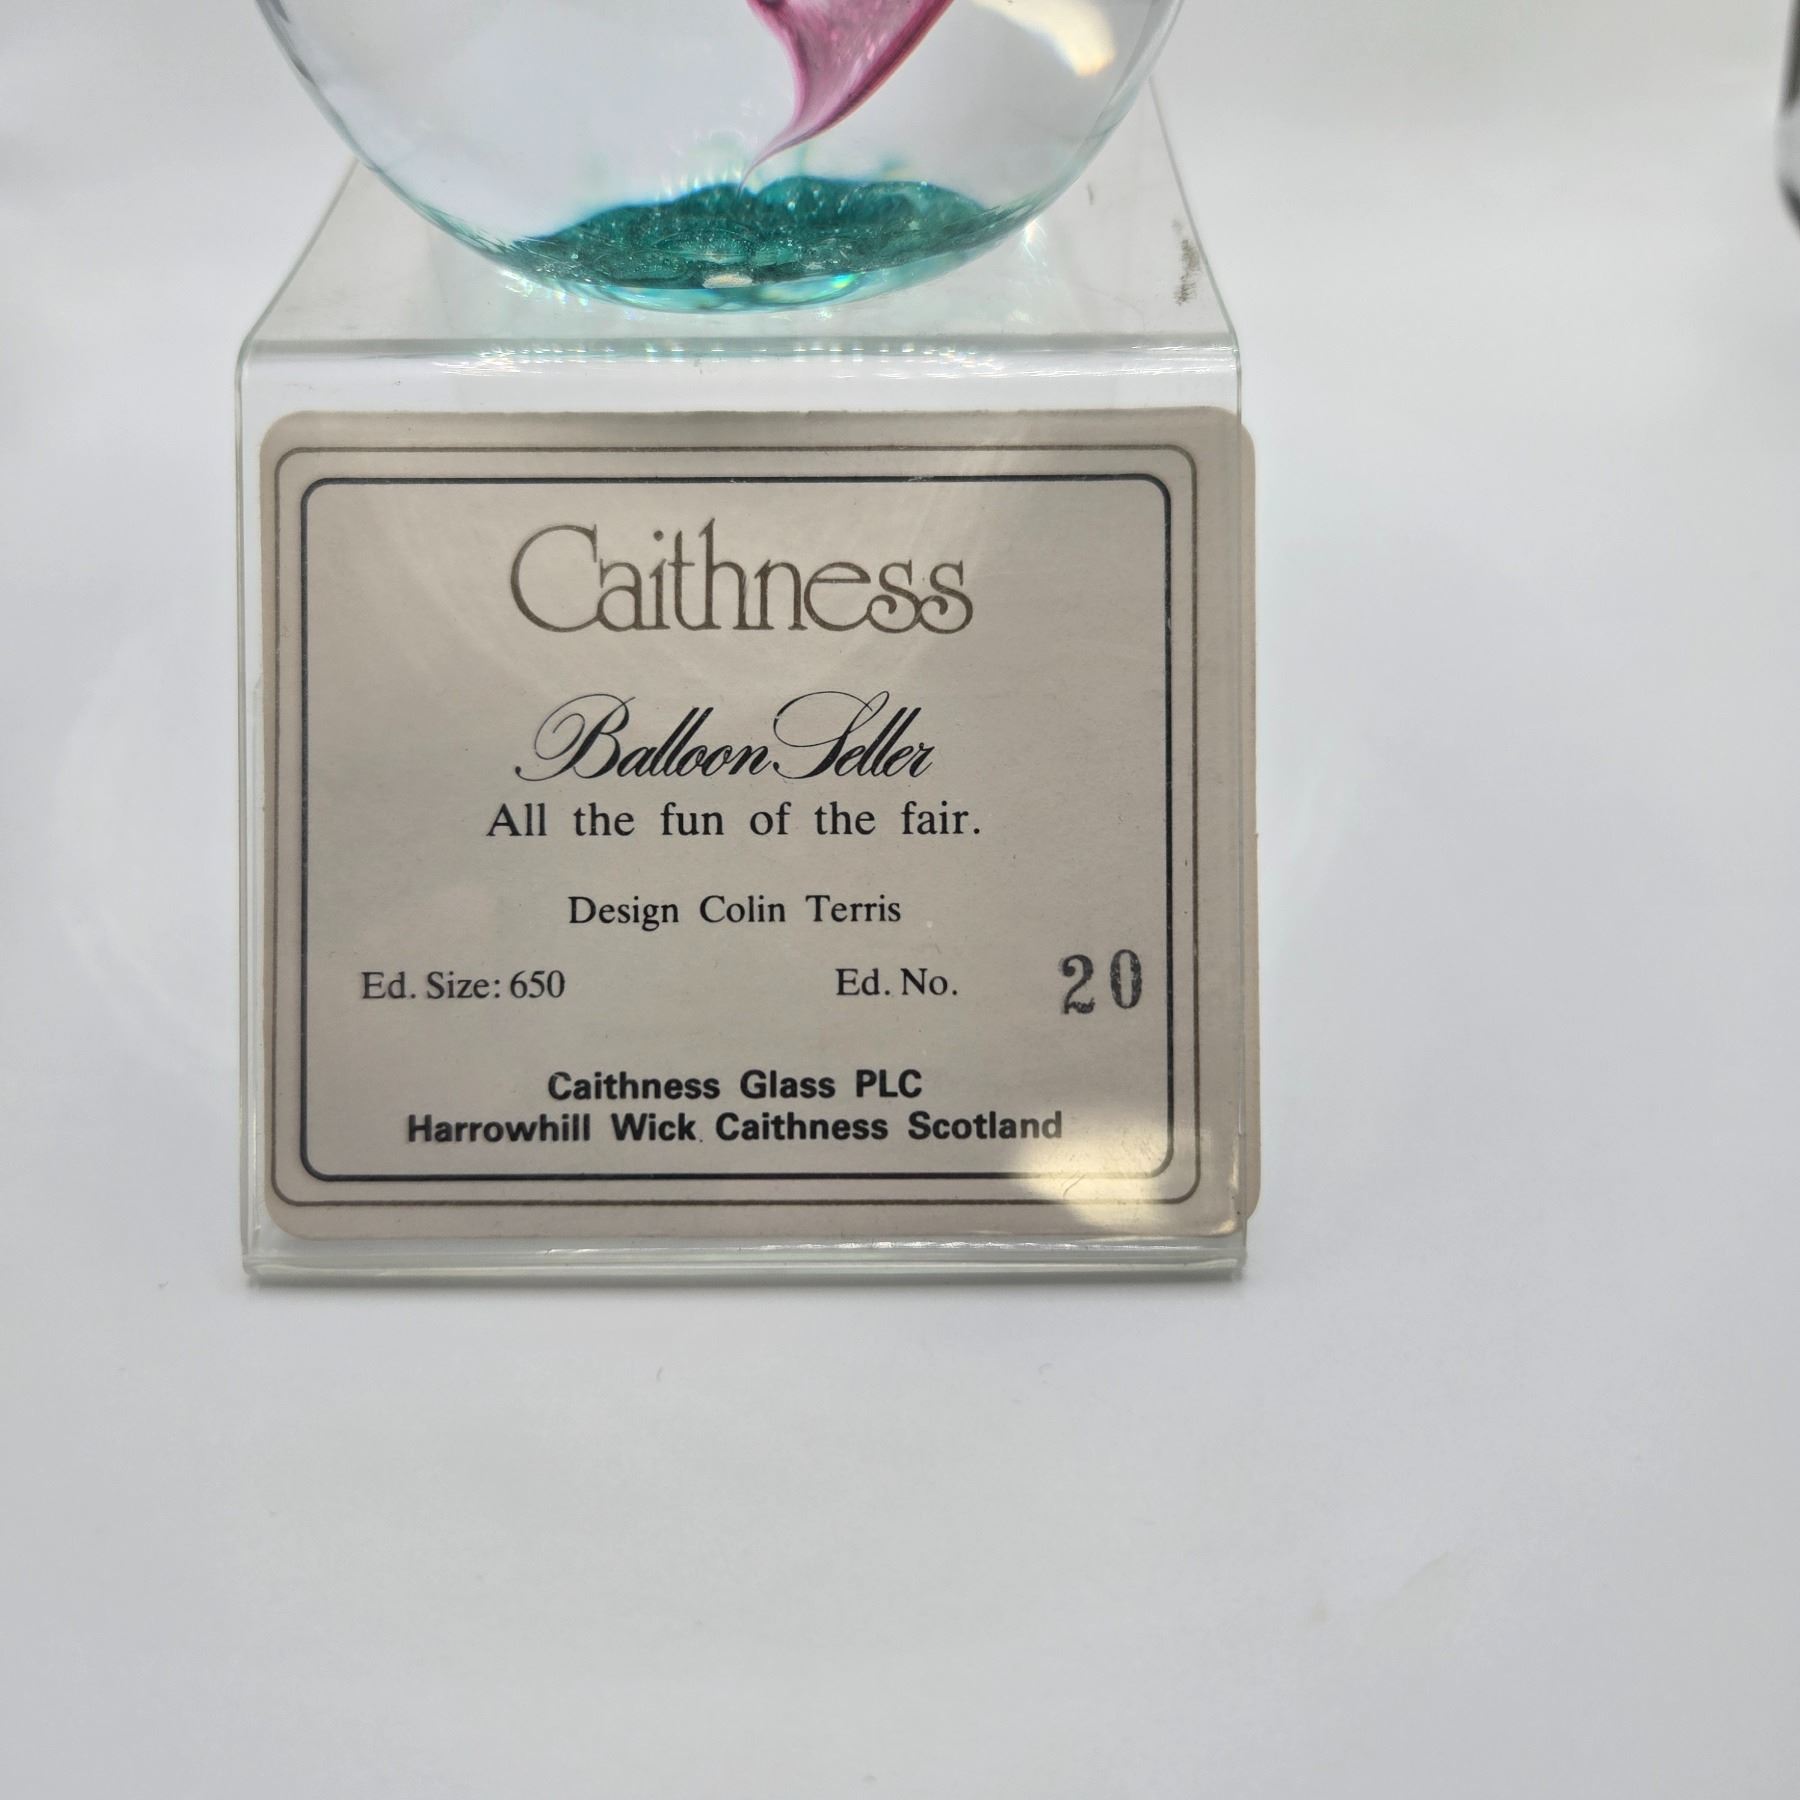 Caithness
Balloon Seller
All the fun of the fair.
Design Colin Terris
Ed. Size: 650 Ed. No. 20
Caithness Glass PLC
Harrowhill Wick Caithness Scotland